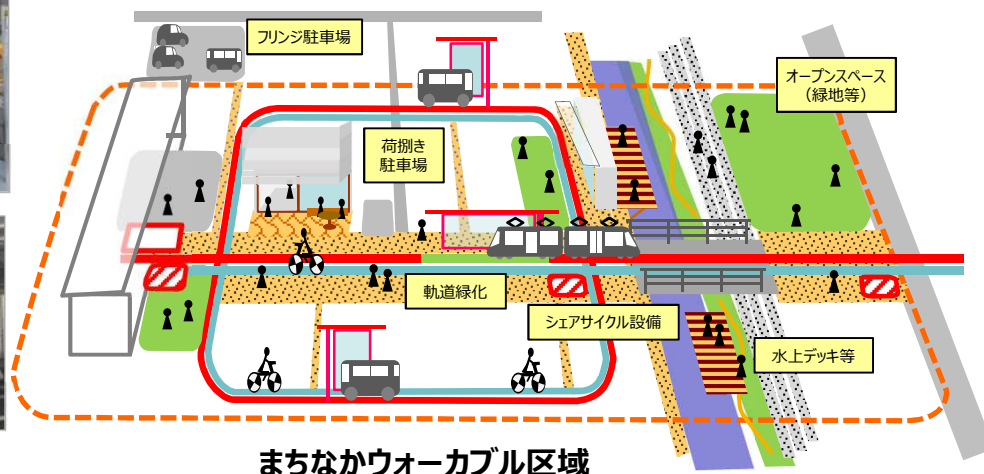 フリンジ駐車場
オープンスペース
（緑地等）
荷捌き
駐車場
軌道緑化
シェアサイクル設備
水上デッキ等
まちなかウォーカブル区域